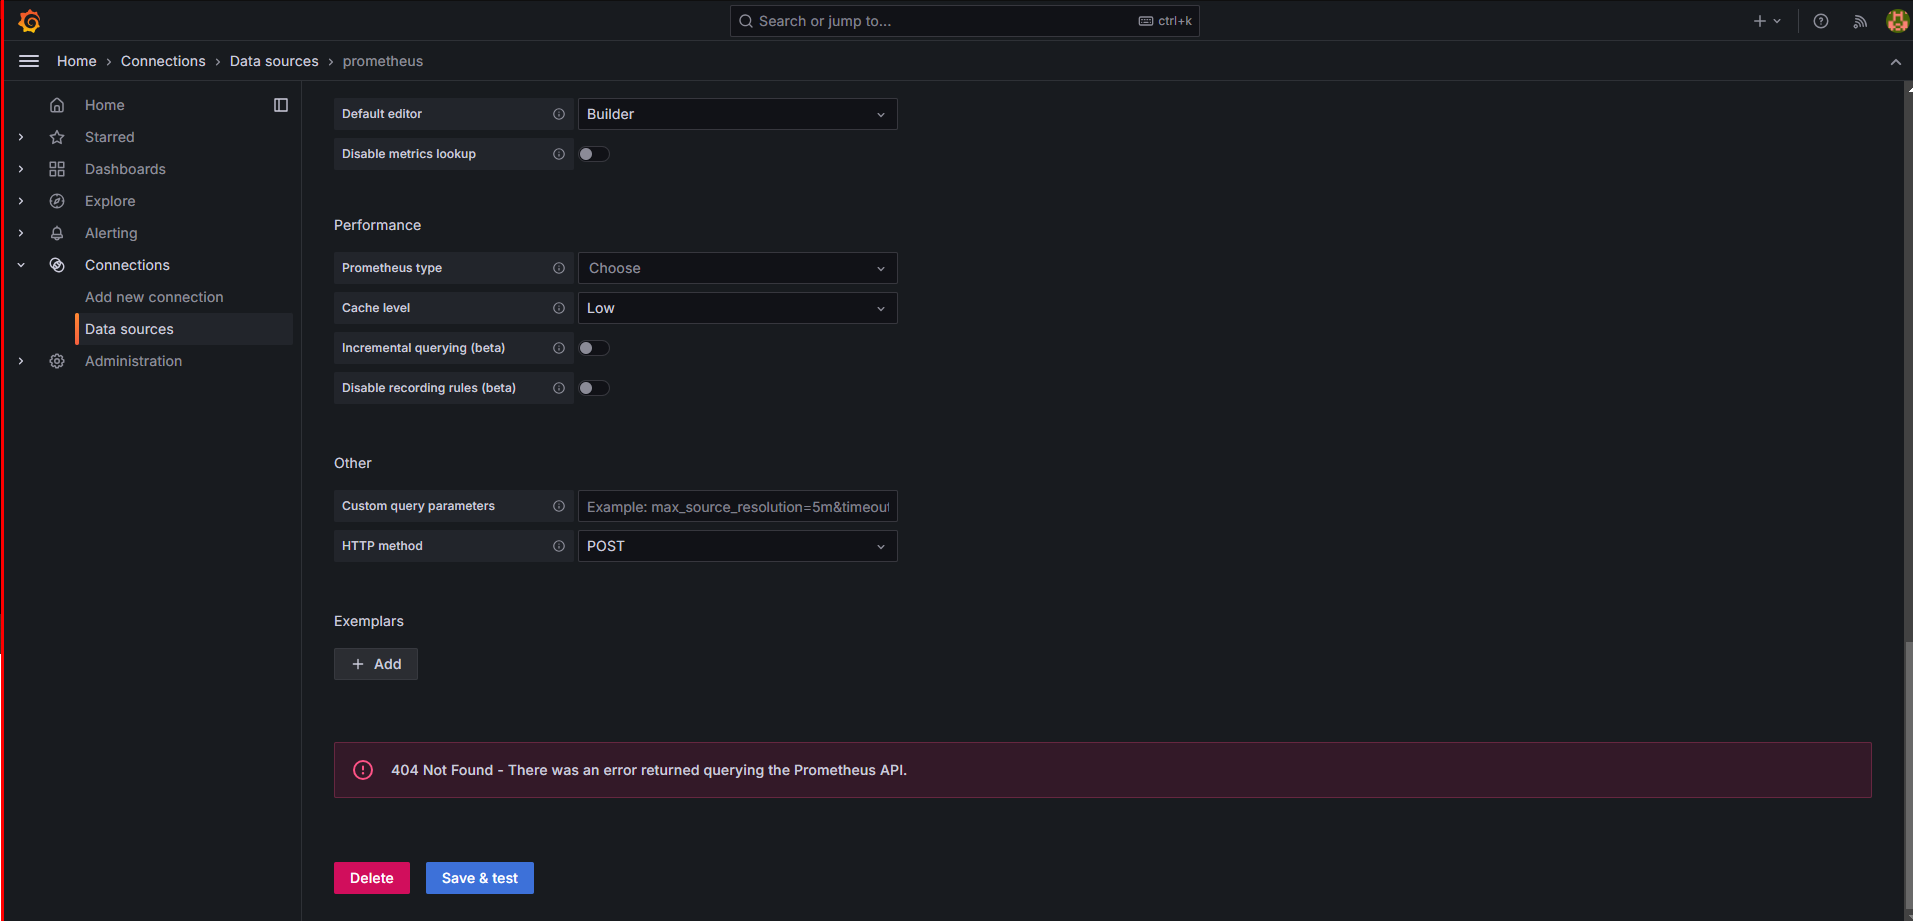 Search or jump to...
ctrl+k
Home › Connections › Data sources › prometheus
Home
Starred
Dashboards
Explore
Alerting
Connections
Add new connection
Data sources
Administration
Default editor
Builder
Disable metrics lookup
Performance
Prometheus type
Choose
Cache level
Low
Incremental querying (beta)
Disable recording rules (beta)
Other
Custom query parameters
Example: max_source_resolution=5m&timeout
HTTP method
POST
Exemplars
+ Add
404 Not Found - There was an error returned querying the Prometheus API.
Delete
Save & test